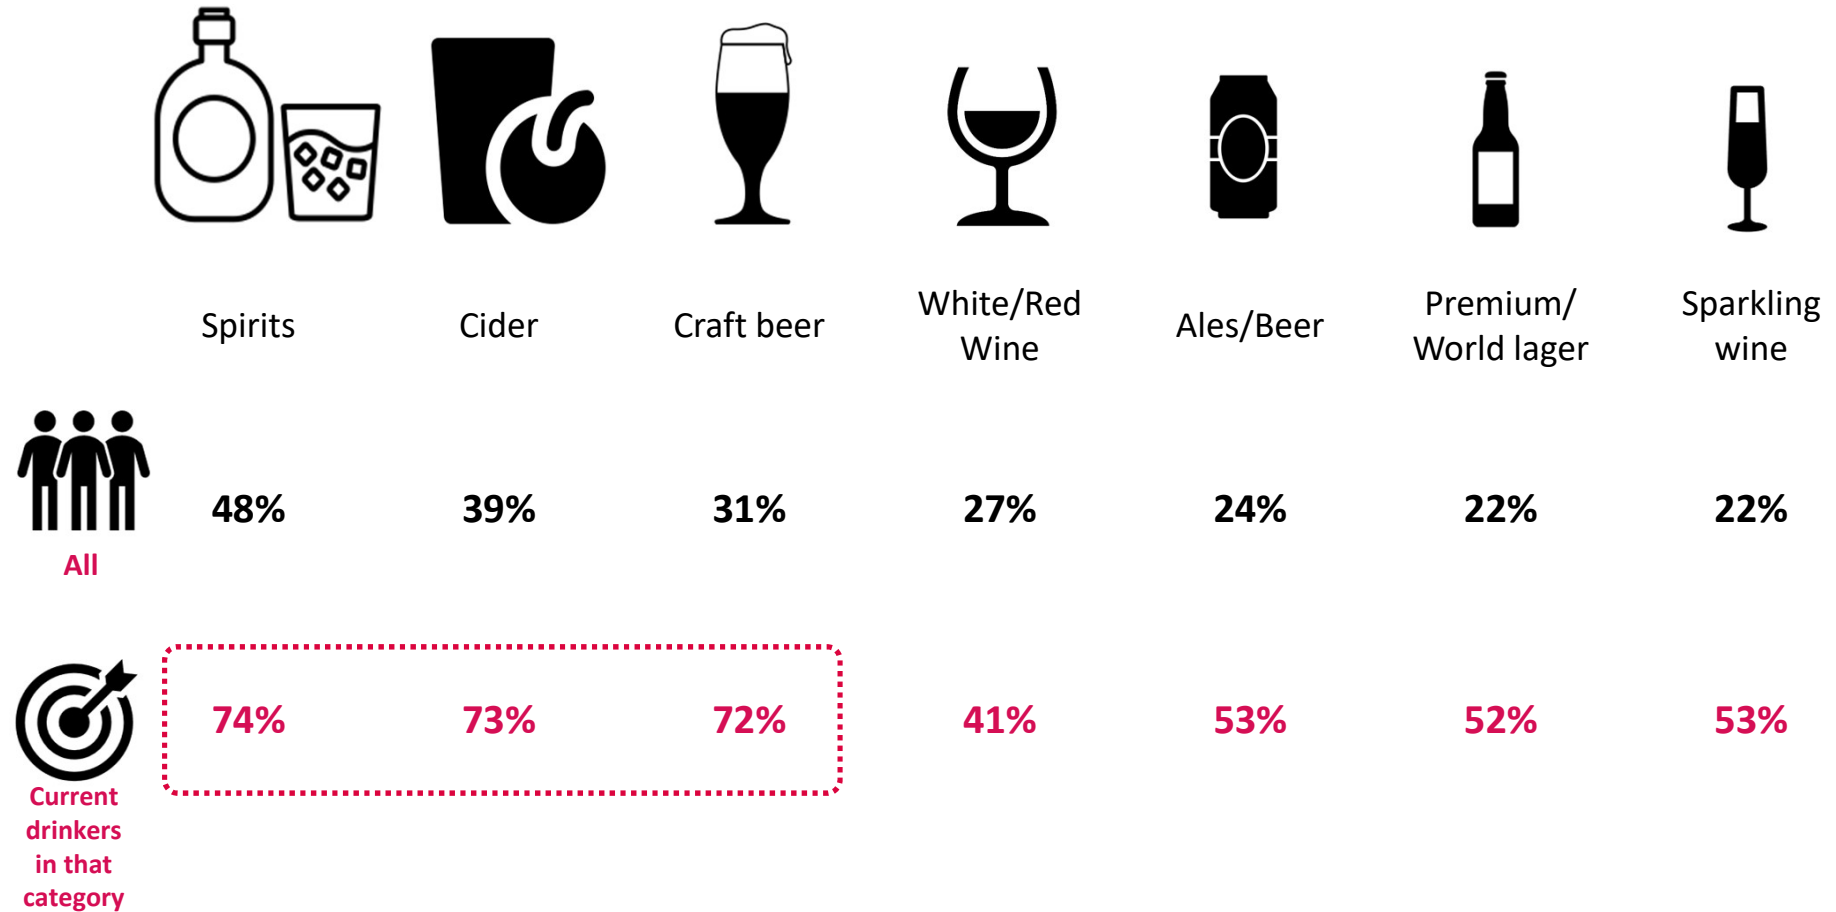 Spirits
Cider
Craft beer
White/Red
Wine
Ales/Beer
Premium/
World lager
Sparkling
wine
All
48%
39%
31%
27%
24%
22%
22%
Current
drinkers
in that
category
74%
73%
72%
41%
53%
52%
53%